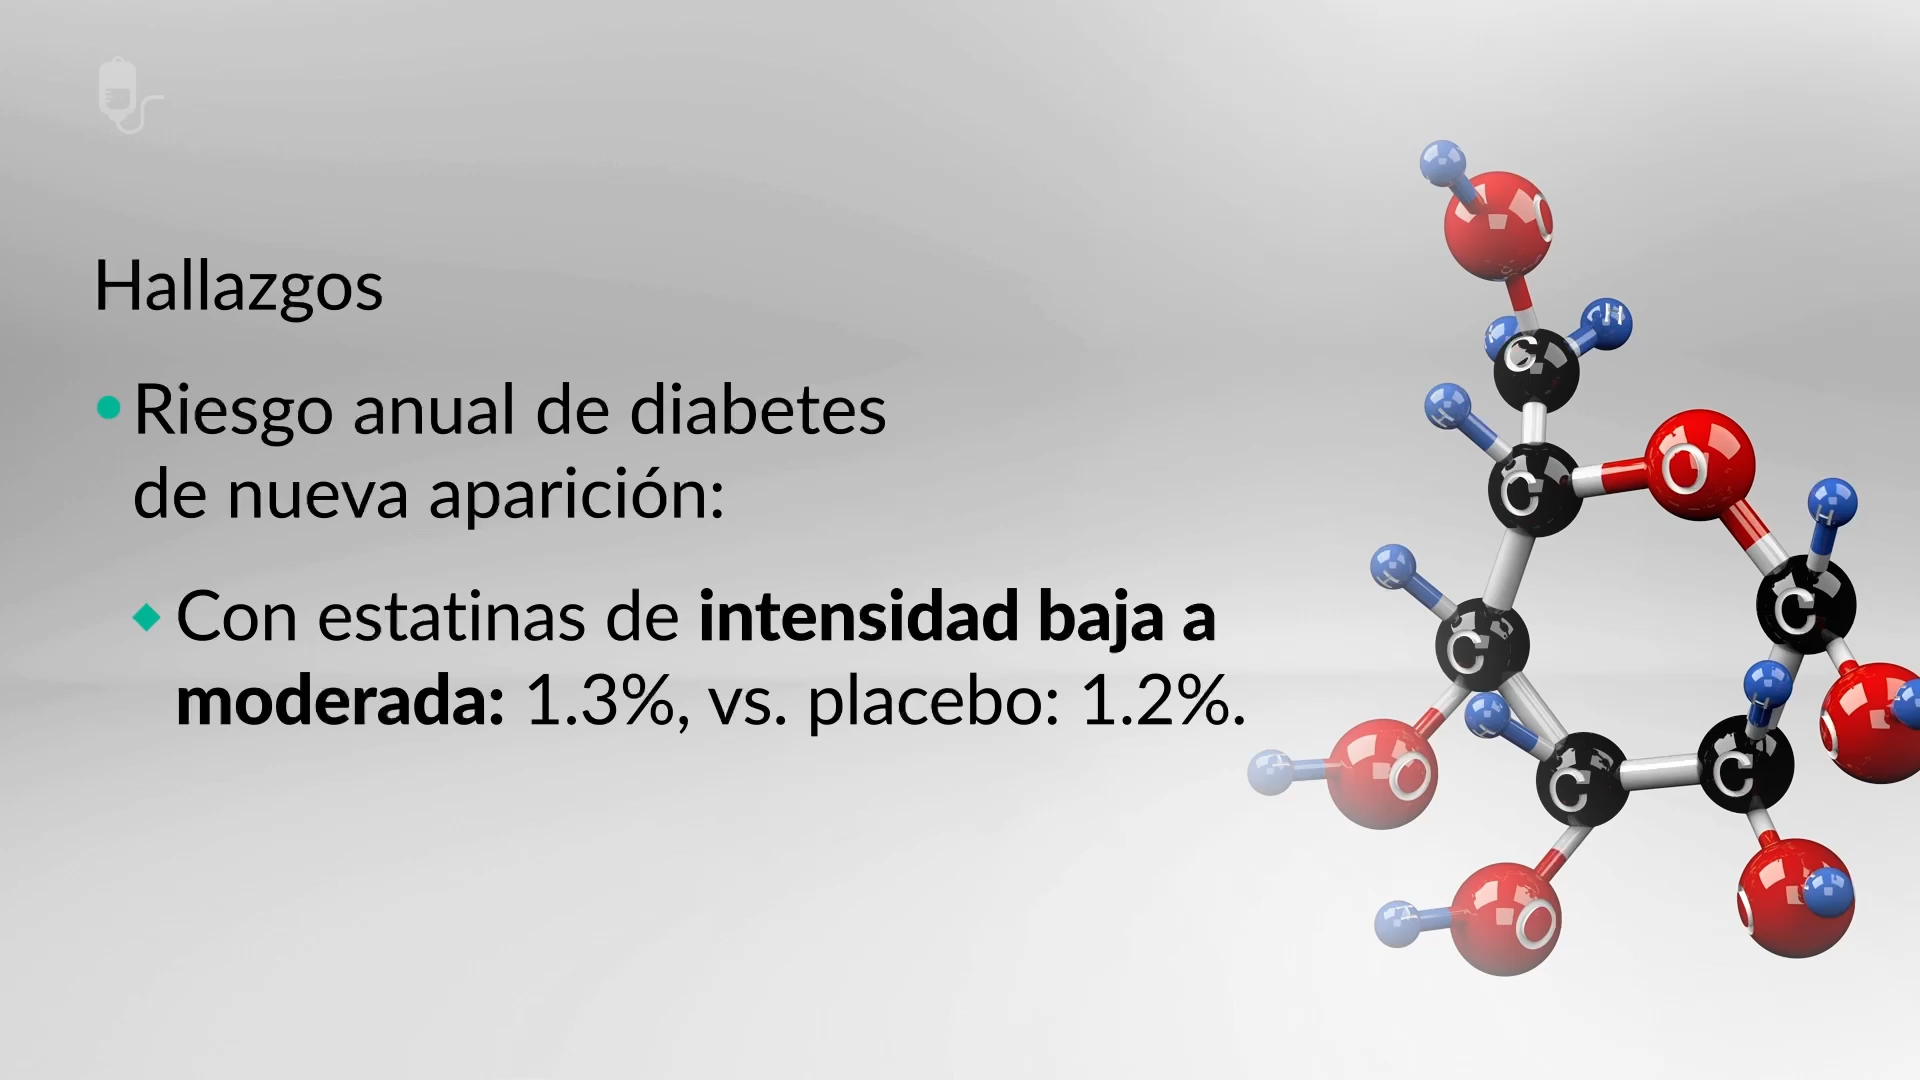 Hallazgos
Riesgo anual de diabetes
de nueva aparición:
Con estatinas de intensidad baja a
moderada: 1.3%, vs. placebo: 1.2%.
O
C
H
H
H
C
O
H
H
C
C
H
H
O
C
C
O
O
H
O